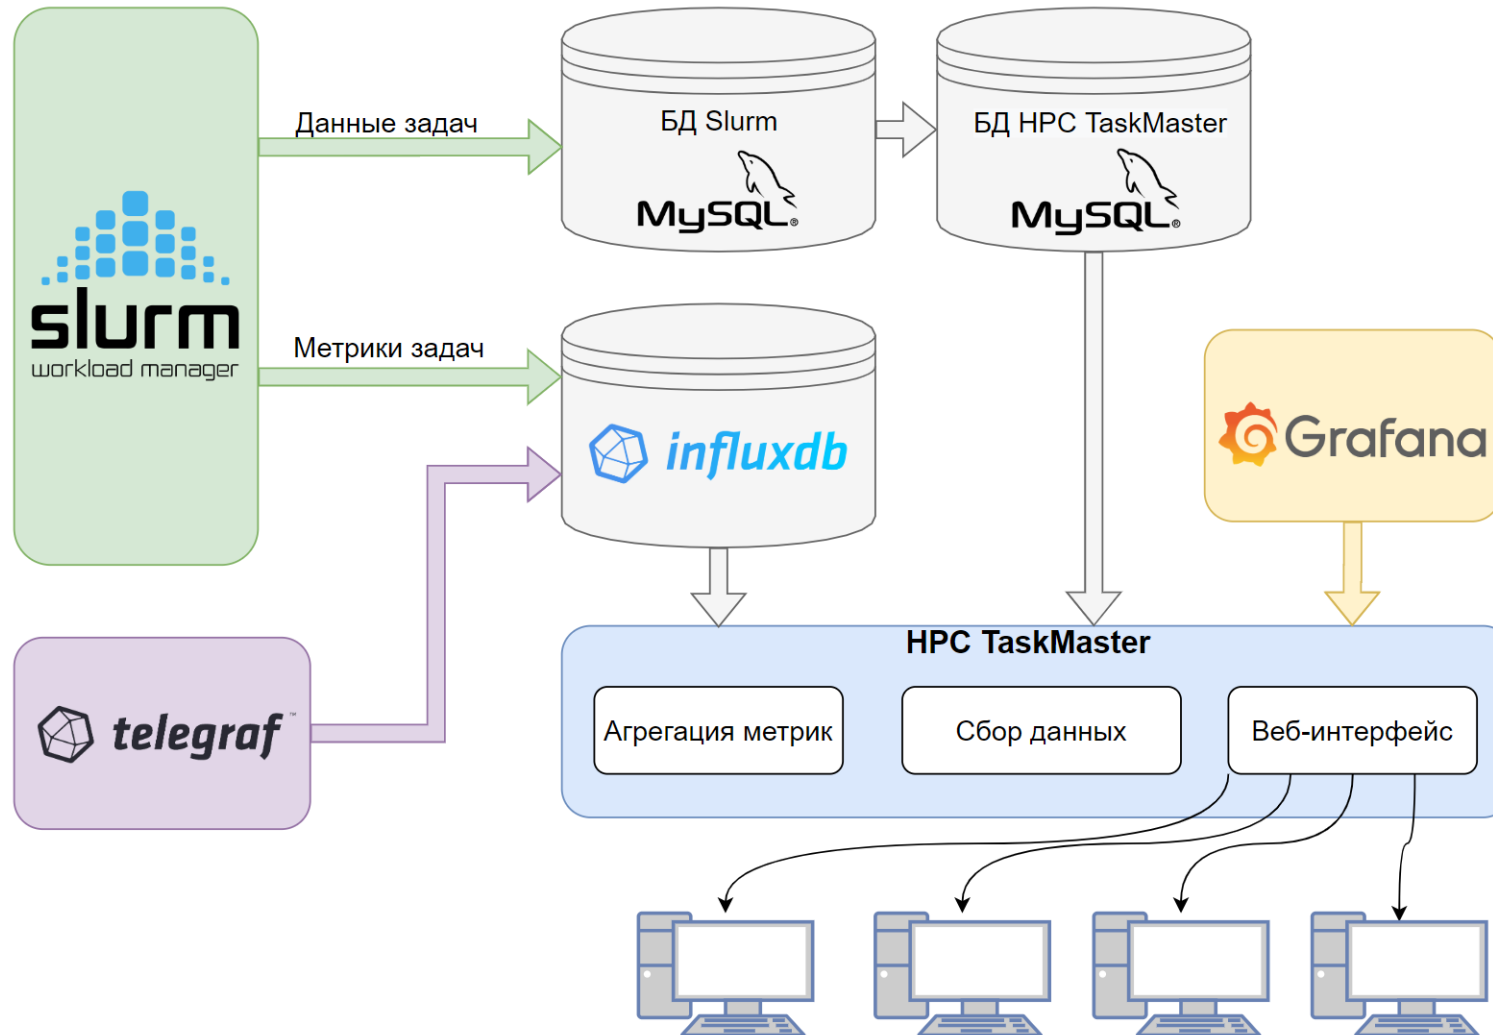 Данные задач
БД Slurm
MySQL®
БД HPC TaskMaster
MySQL®
slurm
workload manager
Метрики задач
influxdb
Grafana
telegraf™
HPC TaskMaster
Агрегация метрик
Сбор данных
Веб-интерфейс